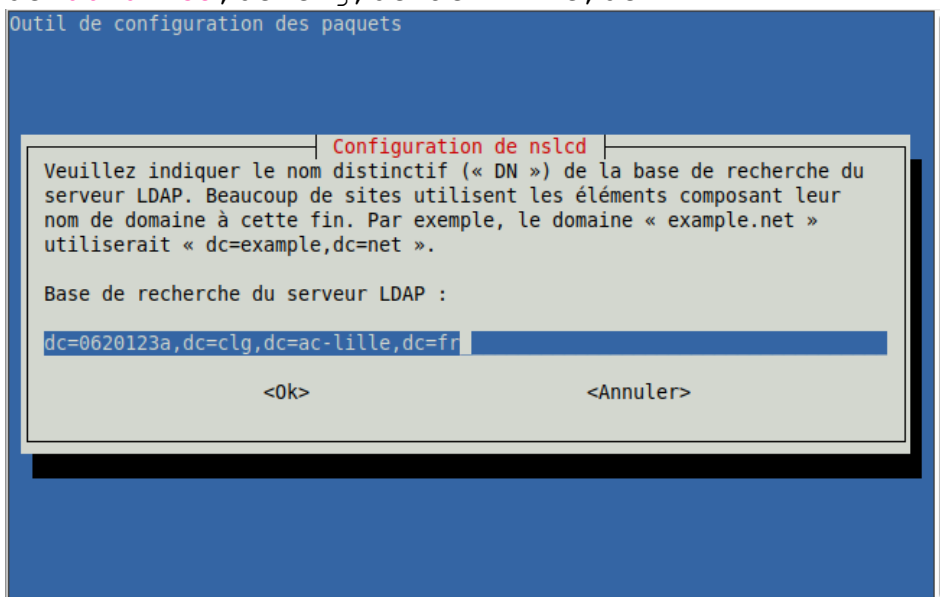 Outil de configuration des paquets
Configuration de nslcd
Veuillez indiquer le nom distinctif (« DN ») de la base de recherche du
serveur LDAP. Beaucoup de sites utilisent les éléments composant leur
nom de domaine à cette fin. Par exemple, le domaine « example.net »
utiliserait « dc=example,dc=net ».
Base de recherche du serveur LDAP :
dc=0620123a,dc=clg,dc=ac-lille,dc=fr
<Ok> <Annuler>